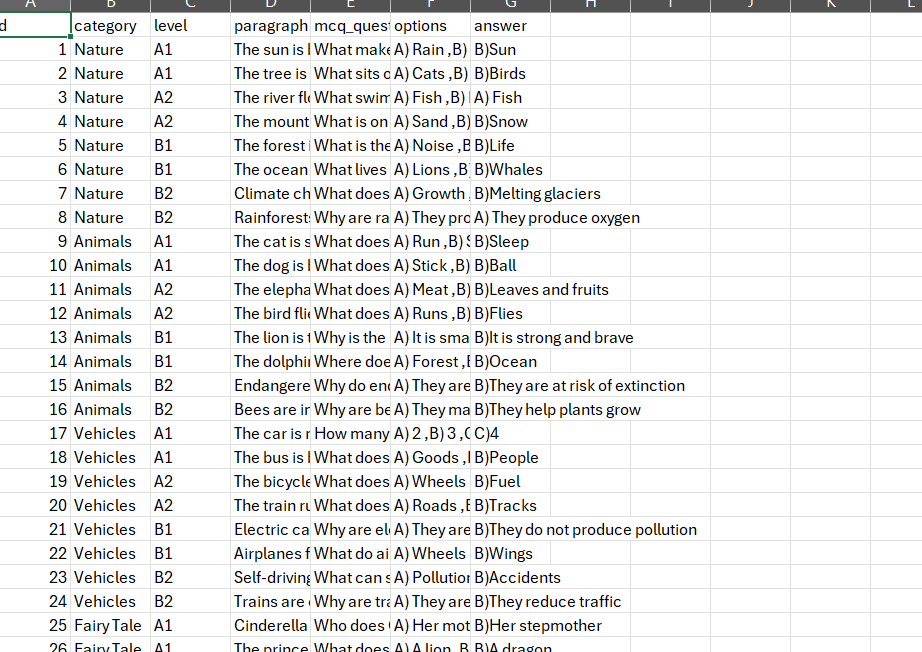 A B C D E F G H I J K L
d category level paragraph mcq_quest options answer
1 Nature A1 The sun is What make A) Rain ,B) B)Sun
2 Nature A1 The tree is What sits o A) Cats ,B) B)Birds
3 Nature A2 The river flo What swim A) Fish ,B) A) Fish
4 Nature A2 The mount What is on A) Sand ,B) B)Snow
5 Nature B1 The forest What is the A) Noise ,B B)Life
6 Nature B1 The ocean What lives A) Lions ,B) B)Whales
7 Nature B2 Climate ch What does A) Growth , B)Melting glaciers
8 Nature B2 Rainforests Why are ra A) They pro A) They produce oxygen
9 Animals A1 The cat is s What does A) Run ,B) S B)Sleep
10 Animals A1 The dog is What does A) Stick ,B) B)Ball
11 Animals A2 The elepha What does A) Meat ,B) B)Leaves and fruits
12 Animals A2 The bird flie What does A) Runs ,B) B)Flies
13 Animals B1 The lion is t Why is the A) It is sma B)It is strong and brave
14 Animals B1 The dolphi Where doe A) Forest ,B B)Ocean
15 Animals B2 Endangere Why do en A) They are B)They are at risk of extinction
16 Animals B2 Bees are in Why are be A) They ma B)They help plants grow
17 Vehicles A1 The car is r How many A) 2 ,B) 3 ,C C)4
18 Vehicles A1 The bus is What does A) Goods , B)People
19 Vehicles A2 The bicycle What does A) Wheels B)Fuel
20 Vehicles A2 The train ru What does A) Roads ,B B)Tracks
21 Vehicles B1 Electric ca Why are ele A) They are B)They do not produce pollution
22 Vehicles B1 Airplanes f What do ai A) Wheels B)Wings
23 Vehicles B2 Self-driving What can s A) Pollution B)Accidents
24 Vehicles B2 Trains are Why are tra A) They are B)They reduce traffic
25 Fairy Tale A1 Cinderella Who does A) Her mot B)Her stepmother
26 Fairy Tale A1 The prince What does A) A lion, B B)A dragon